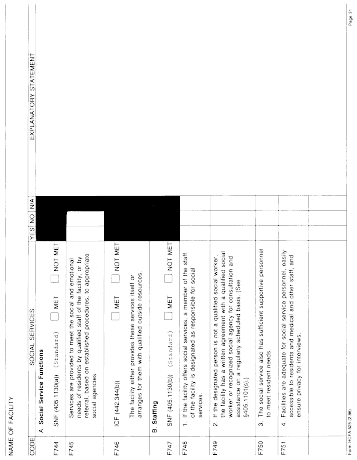 NAME OF FACILITY
CODE SOCIAL SERVICES YES NO N/A EXPLANATORY STATEMENT
A. Social Service Functions
F744 SNF (405.1130(a)) (Standard) MET NOT MET
F745 Services are provided to meet the social and emotional
needs of residents by qualified staff of the facility, or by
referral, based on established procedures, to appropriate
social agencies.
F746 ICF (442.344(b)) MET NOT MET
The facility either provides these services itself or
arranges for them with qualified outside resources.
B. Staffing
F747 SNF (405.1130(b)) (Standard) MET NOT MET
F748 1. If the facility offers social services, a member of the staff
of the facility is designated as responsible for social
services.
F749 2. If the designated person is not a qualified social worker,
the facility has a written agreement with a qualified social
worker or recognized social agency for consultation and
assistance on a regularly scheduled basis. (See
F750 3. The social service also has sufficient supportive personnel
to meet resident needs.
F751 4. Facilities are adequate for social service personnel, easily
accessible to residents and medical and other staff, and
ensure privacy for interviews.